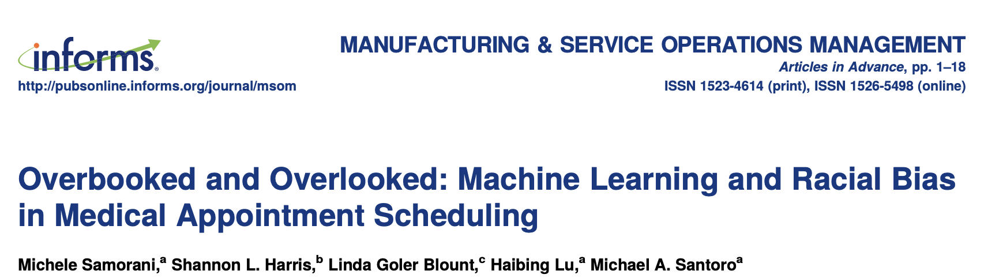 informs®
http://pubsonline.informs.org/journal/msom
MANUFACTURING & SERVICE OPERATIONS MANAGEMENT
Articles in Advance, pp. 1–18
ISSN 1523-4614 (print), ISSN 1526-5498 (online)
Overbooked and Overlooked: Machine Learning and Racial Bias
in Medical Appointment Scheduling
Michele Samorani,a Shannon L. Harris,b Linda Goler Blount,c Haibing Lu,a Michael A. Santoroa